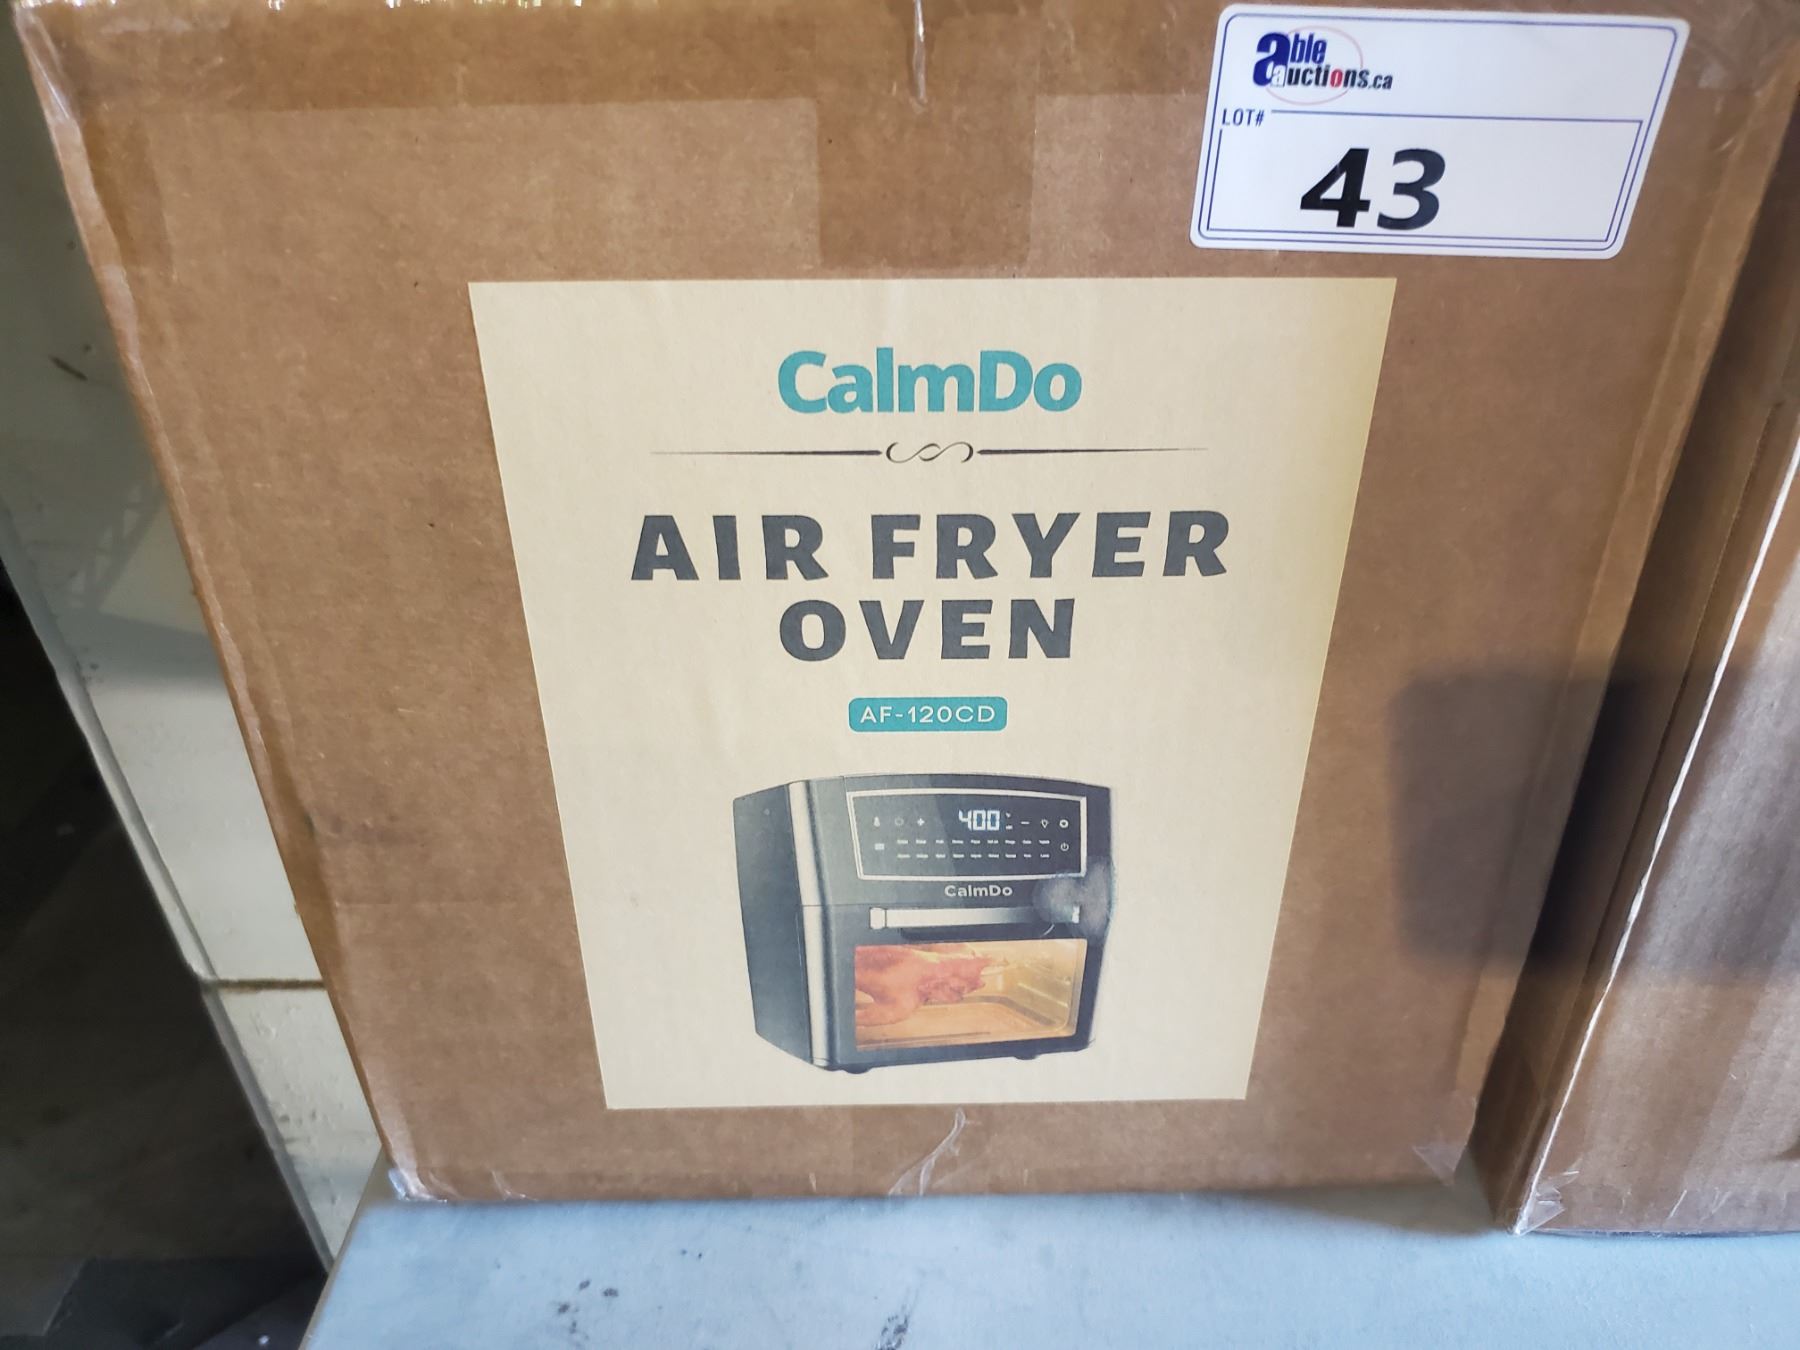 able
auctions.ca
LOT#
43
CalmDo
AIR FRYER
OVEN
AF-120CD
400
CalmDo